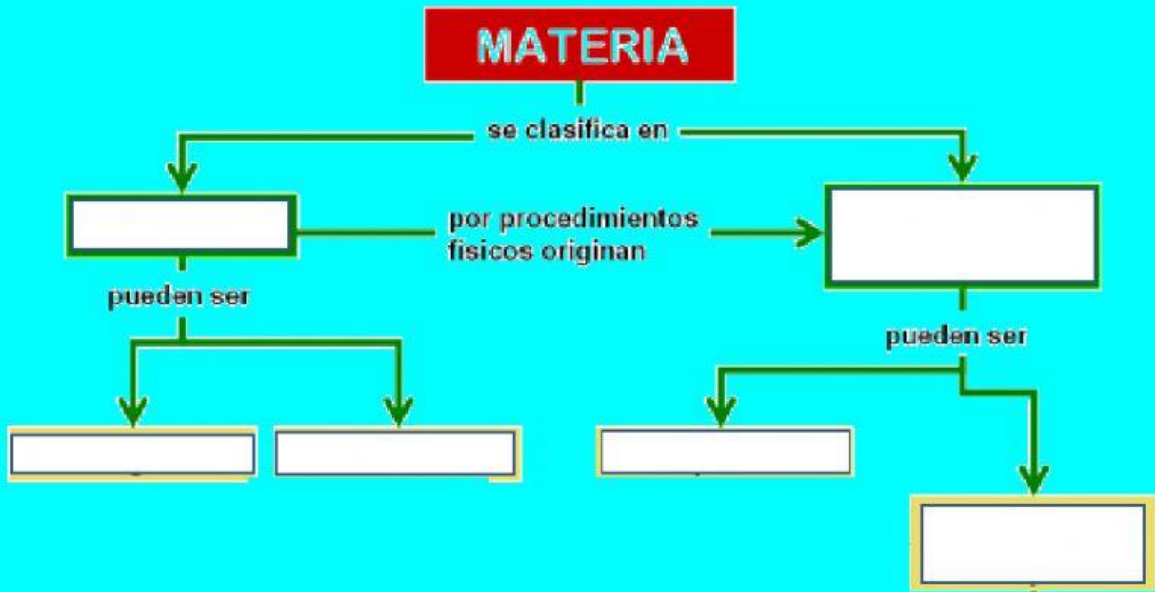 MATERIA
se clasifica en
por procedimientos
físicos originan
pueden ser
pueden ser